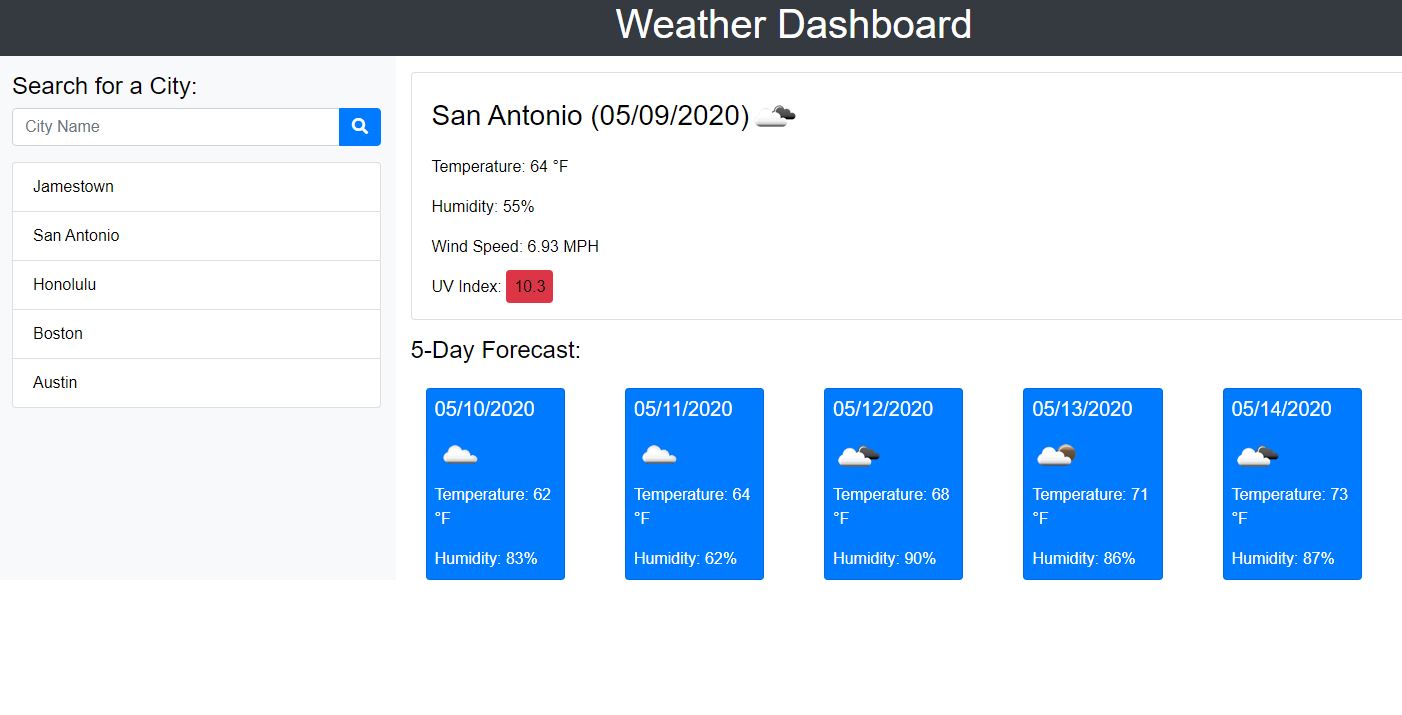 Weather Dashboard
Search for a City:
City Name
Jamestown
San Antonio
Honolulu
Boston
Austin
San Antonio (05/09/2020)
Temperature: 64 °F
Humidity: 55%
Wind Speed: 6.93 MPH
UV Index: 10.3
5-Day Forecast:
05/10/2020
Temperature: 62
°F
Humidity: 83%
05/11/2020
Temperature: 64
°F
Humidity: 62%
05/12/2020
Temperature: 68
°F
Humidity: 90%
05/13/2020
Temperature: 71
°F
Humidity: 86%
05/14/2020
Temperature: 73
°F
Humidity: 87%